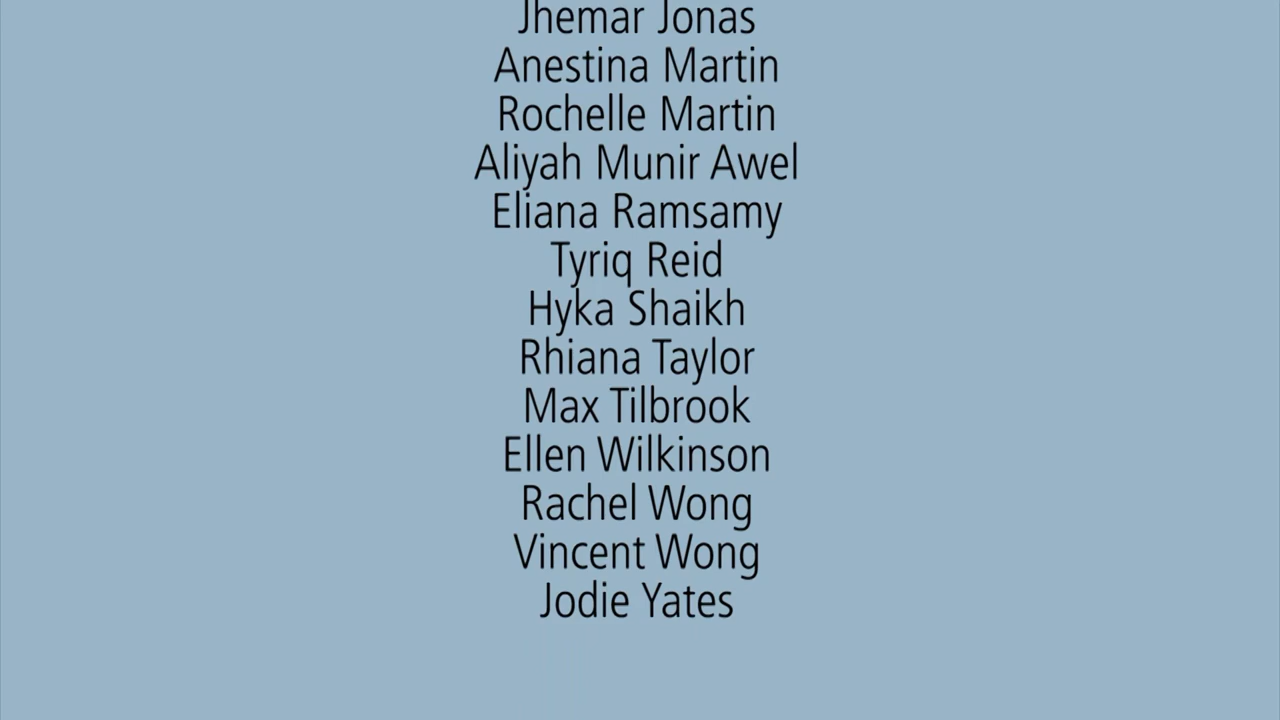 Jhemar Jonas
Anestina Martin
Rochelle Martin
Aliyah Munir Awel
Eliana Ramsamy
Tyriq Reid
Hyka Shaikh
Rhiana Taylor
Max Tilbrook
Ellen Wilkinson
Rachel Wong
Vincent Wong
Jodie Yates